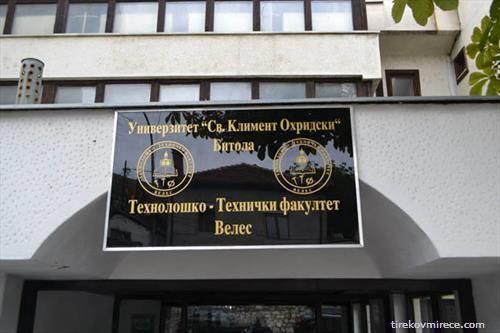 Универзитет “Св. Климент Охридски“
Битола
Технолошко - Технички факултет
Велес
tirekovmirece.com